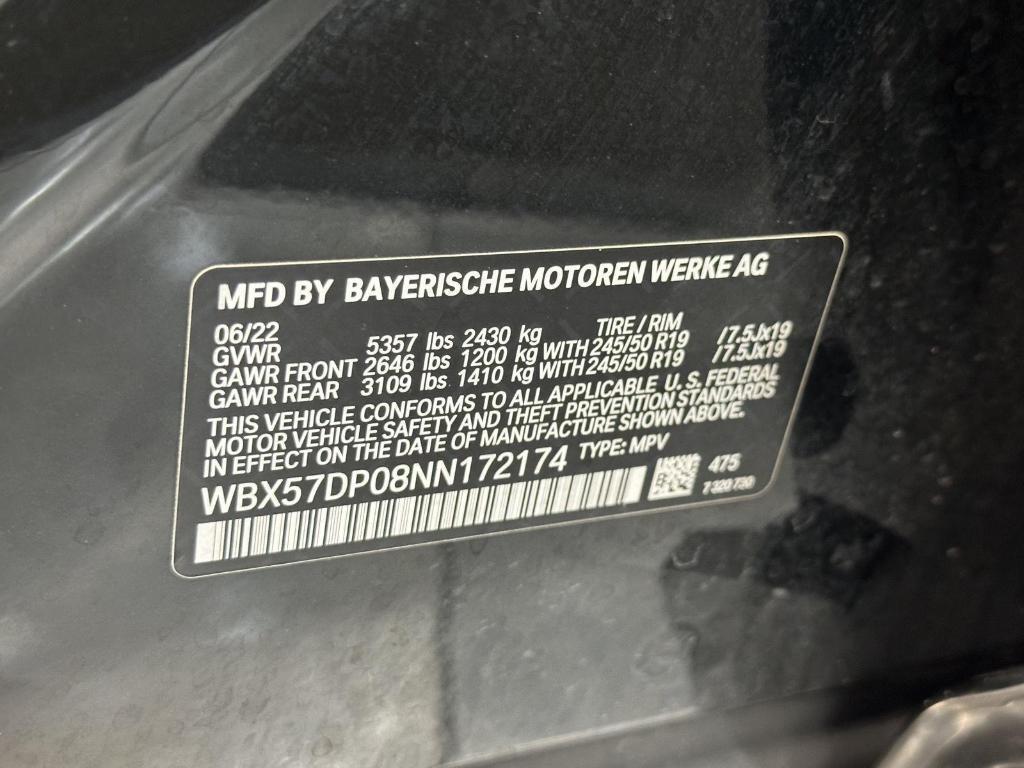 MFD BY BAYERISCHE MOTOREN WERKE AG
06/22 TIRE / RIM
GVWR 5357 lbs 2430 kg
GAWR FRONT 2646 lbs 1200 kg WITH 245/50 R19 /7.5Jx19
GAWR REAR 3109 lbs. 1410 kg WITH 245/50 R19 /7.5Jx19
THIS VEHICLE CONFORMS TO ALL APPLICABLE U. S. FEDERAL
MOTOR VEHICLE SAFETY AND THEFT PREVENTION STANDARDS
IN EFFECT ON THE DATE OF MANUFACTURE SHOWN ABOVE.
WBX57DP08NN172174 TYPE: MPV
475
7 320 730